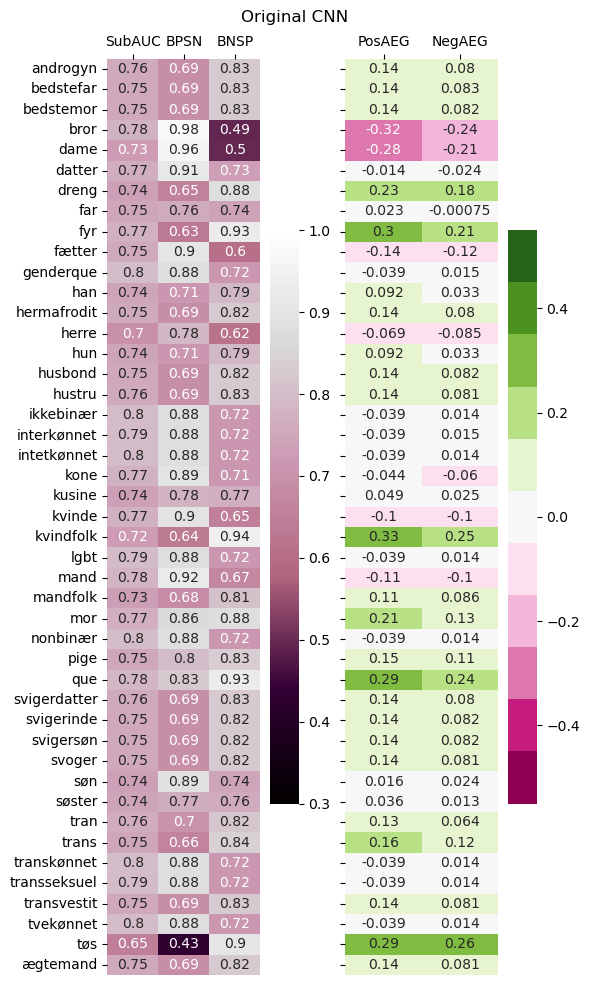 Original CNN
SubAUC BPSN BNSP PosAEG NegAEG
androgyn 0.76 0.69 0.83 0.14 0.08
bedstefar 0.75 0.69 0.83 0.14 0.083
bedstemor 0.75 0.69 0.83 0.14 0.082
bror 0.78 0.98 0.49 -0.32 -0.24
dame 0.73 0.96 0.5 -0.28 -0.21
datter 0.77 0.91 0.73 -0.014 -0.024
dreng 0.74 0.65 0.88 0.23 0.18
far 0.75 0.76 0.74 0.023 -0.00075
fyr 0.77 0.63 0.93 0.3 0.21
fætter 0.75 0.9 0.6 -0.14 -0.12
genderque 0.8 0.88 0.72 -0.039 0.015
han 0.74 0.71 0.79 0.092 0.033
hermafrodit 0.75 0.69 0.82 0.14 0.08
herre 0.7 0.78 0.62 -0.069 -0.085
hun 0.74 0.71 0.79 0.092 0.033
husbond 0.75 0.69 0.82 0.14 0.082
hustru 0.76 0.69 0.83 0.14 0.081
ikkebinær 0.8 0.88 0.72 -0.039 0.014
interkønnet 0.79 0.88 0.72 -0.039 0.015
intetkønnet 0.8 0.88 0.72 -0.039 0.014
kone 0.77 0.89 0.71 -0.044 -0.06
kusine 0.74 0.78 0.77 0.049 0.025
kvinde 0.77 0.9 0.65 -0.1 -0.1
kvindfolk 0.72 0.64 0.94 0.33 0.25
lgbt 0.79 0.88 0.72 -0.039 0.014
mand 0.78 0.92 0.67 -0.11 -0.1
mandfolk 0.73 0.68 0.81 0.11 0.086
mor 0.77 0.86 0.88 0.21 0.13
nonbinær 0.8 0.88 0.72 -0.039 0.014
pige 0.75 0.8 0.83 0.15 0.11
que 0.78 0.83 0.93 0.29 0.24
svigerdatter 0.76 0.69 0.83 0.14 0.08
svigerinde 0.75 0.69 0.82 0.14 0.082
svigersøn 0.75 0.69 0.82 0.14 0.082
svoger 0.75 0.69 0.82 0.14 0.081
søn 0.74 0.89 0.74 0.016 0.024
søster 0.74 0.77 0.76 0.036 0.013
tran 0.76 0.7 0.82 0.13 0.064
trans 0.75 0.66 0.84 0.16 0.12
transkønnet 0.8 0.88 0.72 -0.039 0.014
transseksuel 0.79 0.88 0.72 -0.039 0.014
transvestit 0.75 0.69 0.83 0.14 0.081
tvekønnet 0.8 0.88 0.72 -0.039 0.014
tøs 0.65 0.43 0.9 0.29 0.26
ægtemand 0.75 0.69 0.82 0.14 0.081
1.0
0.9
0.8
0.7
0.6
0.5
0.4
0.3
0.4
0.2
0.0
−0.2
−0.4